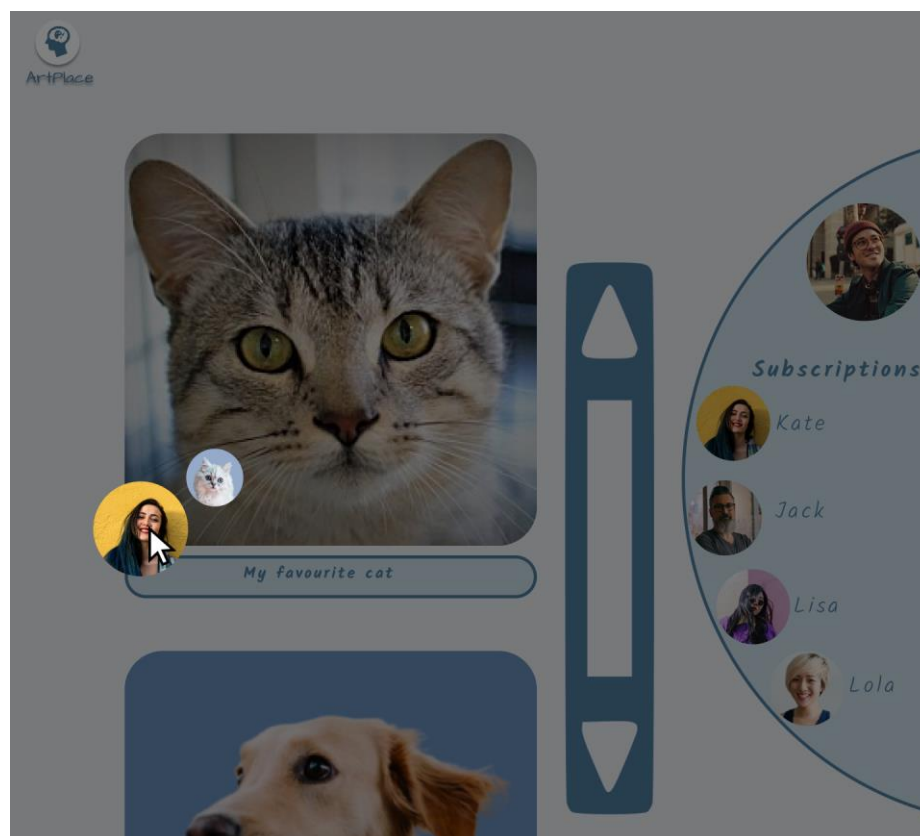 ArtPlace
Subscriptions
Kate
Jack
My favourite cat
Lisa
Lola